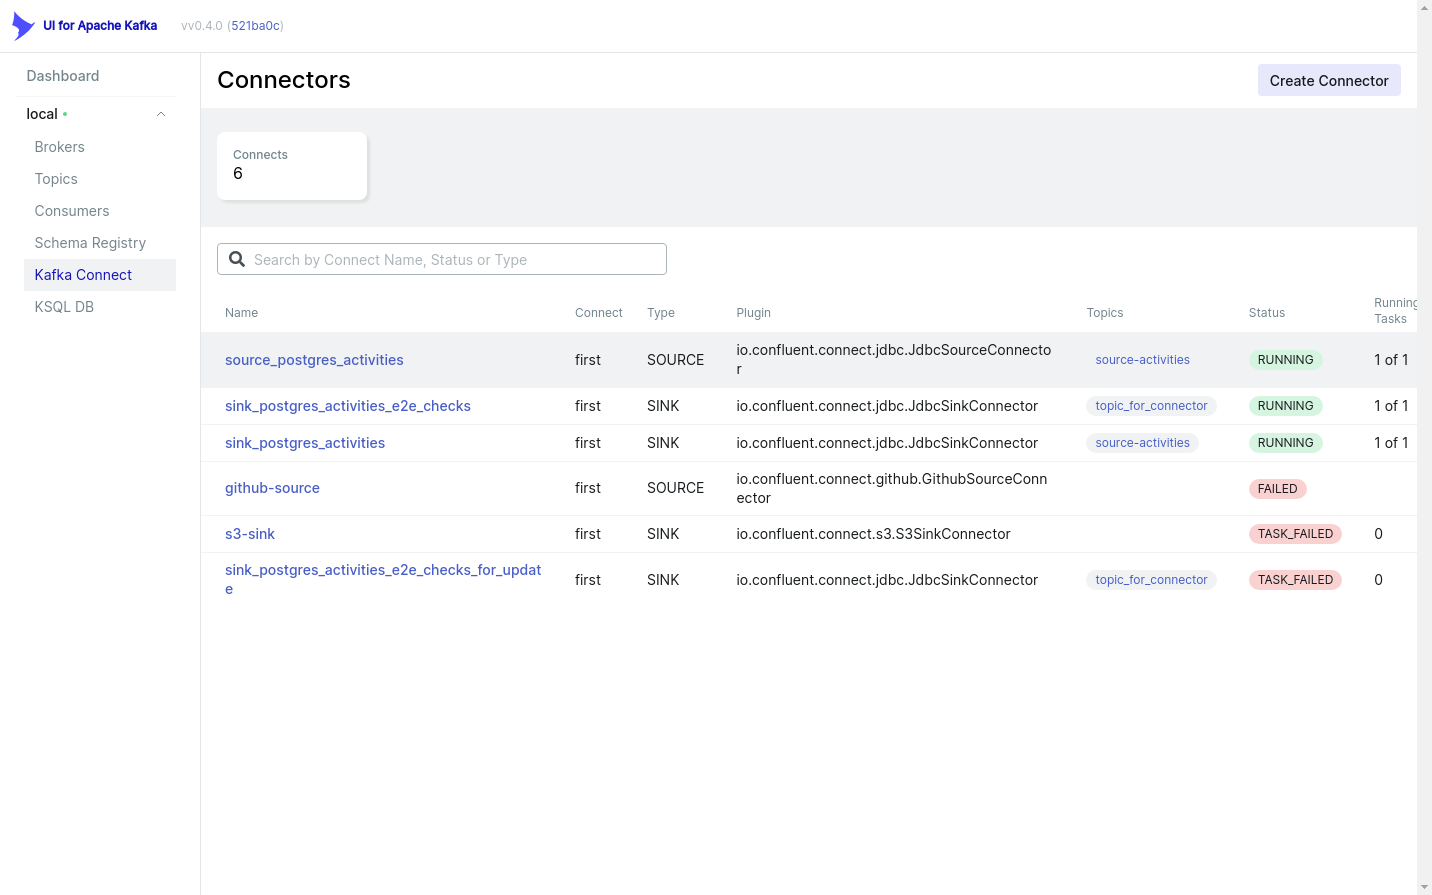 UI for Apache Kafka vv0.4.0 (521ba0c)
Dashboard
local
Brokers
Topics
Consumers
Schema Registry
Kafka Connect
KSQL DB
Connectors
Create Connector
Connects
6
Search by Connect Name, Status or Type
Name Connect Type Plugin Topics Status Running
Tasks
source_postgres_activities first SOURCE io.confluent.connect.jdbc.JdbcSourceConnecto
r source-activities RUNNING 1 of 1
sink_postgres_activities_e2e_checks first SINK io.confluent.connect.jdbc.JdbcSinkConnector topic_for_connector RUNNING 1 of 1
sink_postgres_activities first SINK io.confluent.connect.jdbc.JdbcSinkConnector source-activities RUNNING 1 of 1
github-source first SOURCE io.confluent.connect.github.GithubSourceConn
ector FAILED
s3-sink first SINK io.confluent.connect.s3.S3SinkConnector TASK_FAILED 0
sink_postgres_activities_e2e_checks_for_updat
e first SINK io.confluent.connect.jdbc.JdbcSinkConnector topic_for_connector TASK_FAILED 0